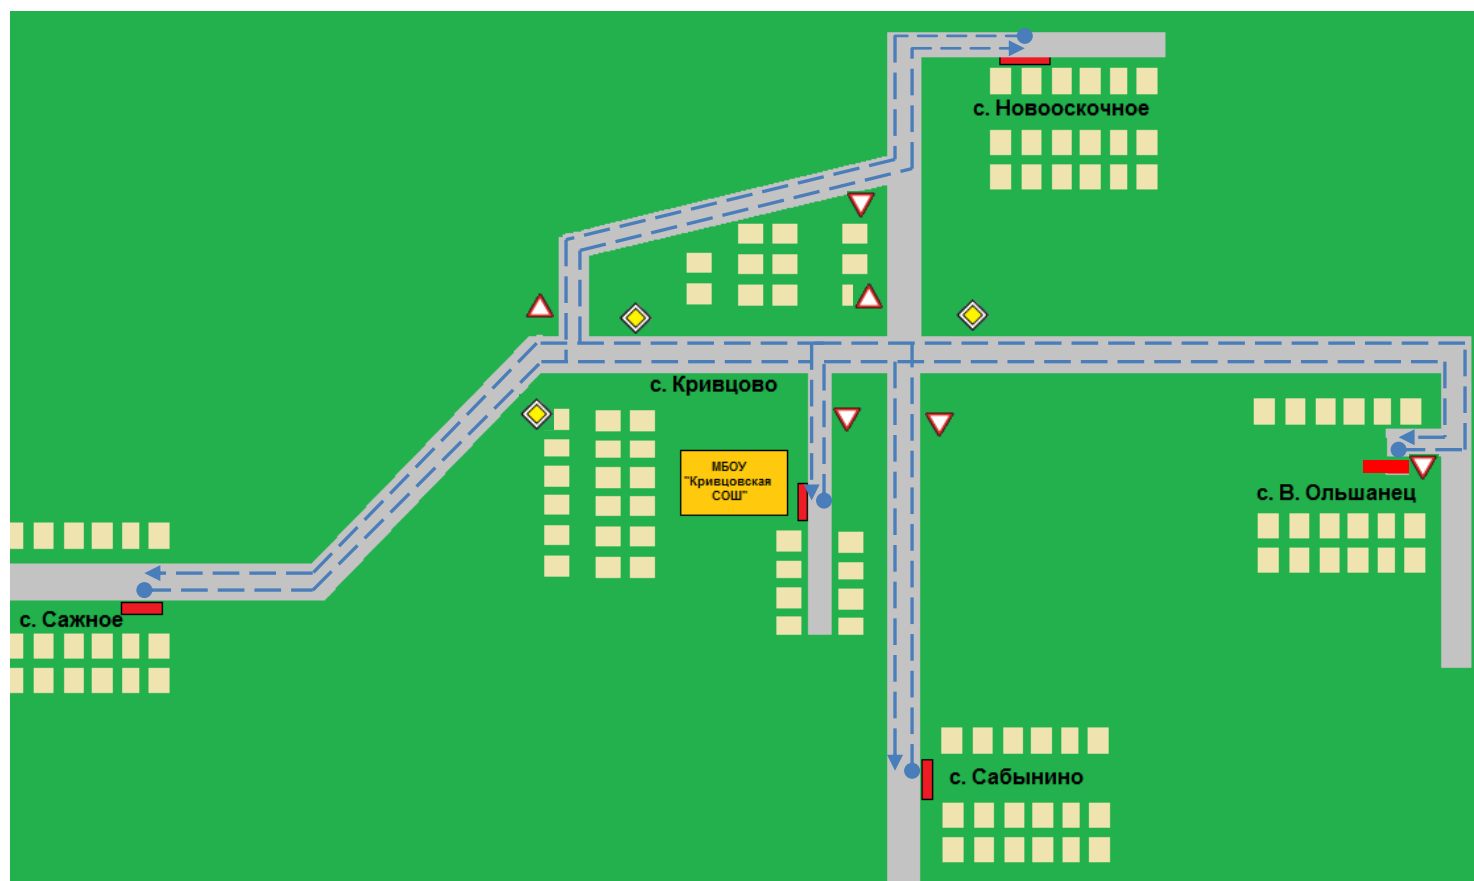 с. Новооскочное
с. Кривцово
МБОУ
"Кривцовская
СОШ"
с. В. Ольшанец
с. Сажное
с. Сабынино